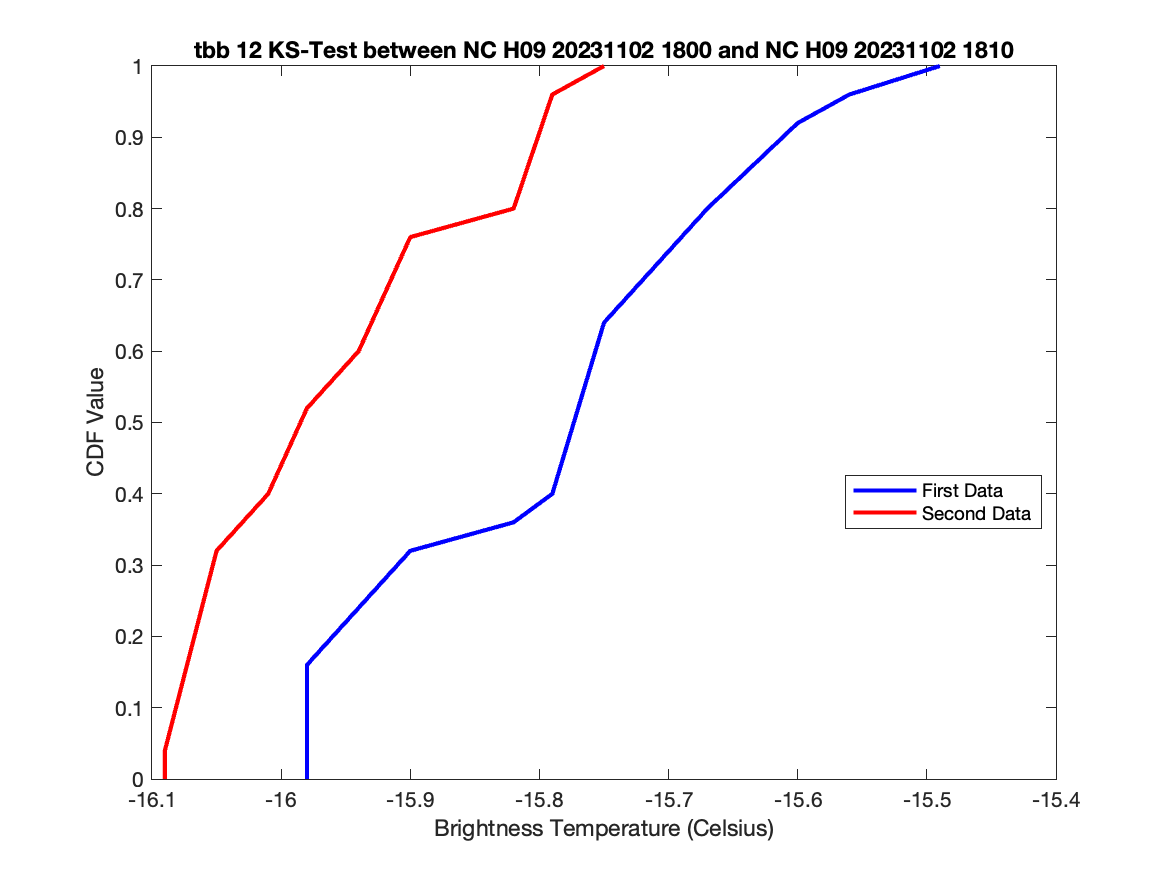 tbb 12 KS-Test between NC H09 20231102 1800 and NC H09 20231102 1810
1
0.9
0.8
0.7
0.6
0.5
0.4
0.3
0.2
0.1
0
CDF Value
First Data
Second Data
-16.1 -16 -15.9 -15.8 -15.7 -15.6 -15.5 -15.4
Brightness Temperature (Celsius)